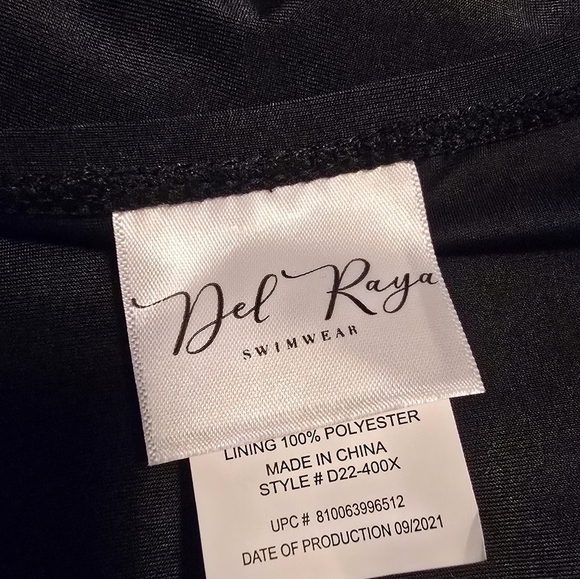 Del Raya
SWIMWEAR
LINING 100% POLYESTER
MADE IN CHINA
STYLE # D22-400X
UPC # 810063996512
DATE OF PRODUCTION 09/2021